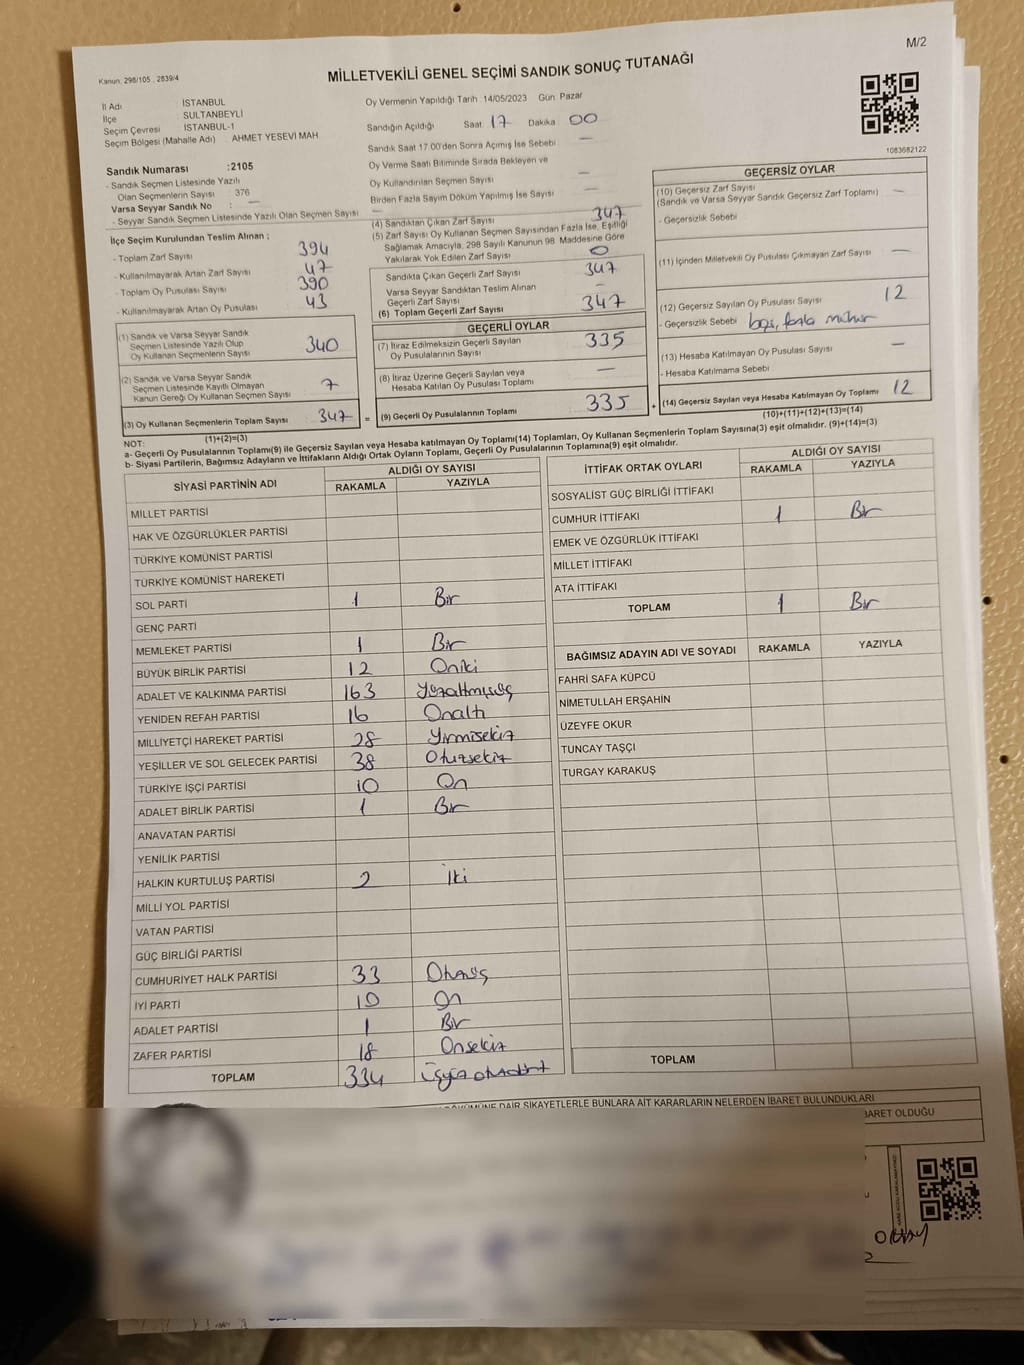 M/2
Kanun, 298/105 , 2839/4
MİLLETVEKİLİ GENEL SEÇİMİ SANDIK SONUÇ TUTANAĞI
İl Adı : İSTANBUL
İlçe : SULTANBEYLİ
Seçim Çevresi : İSTANBUL-1
Seçim Bölgesi (Mahalle Adı) : AHMET YESEVİ MAH.
Oy Vermenin Yapıldığı Tarih 14/05/2023 Gün: Pazar
Sandığın Açıldığı Saat 17 Dakika 00
Sandık Saat 17:00'den Sonra Açımış İse Sebebi —
Oy Verme Saati Bitiminde Sırada Bekleyen ve
Oy Kullandırılan Seçmen Sayısı —
Birden Fazla Sayım Döküm Yapılmış İse Sayısı —
1083682122
Sandık Numarası :2105
- Sandık Seçmen Listesinde Yazılı
Olan Seçmenlerin Sayısı 376
Varsa Seyyar Sandık No : —
- Seyyar Sandık Seçmen Listesinde Yazılı Olan Seçmen Sayısı —
İlçe Seçim Kurulundan Teslim Alınan ;
- Toplam Zarf Sayısı 394
- Kullanılmayarak Artan Zarf Sayısı 47
- Toplam Oy Pusulası Sayısı 390
- Kullanılmayarak Artan Oy Pusulası 43
(1) Sandık ve Varsa Seyyar Sandık
Seçmen Listesinde Yazılı Olup
Oy Kullanan Seçmenlerin Sayısı 340
(2) Sandık ve Varsa Seyyar Sandık
Seçmen Listesinde Kayıtlı Olmayan
Kanun Gereği Oy Kullanan Seçmen Sayısı 7
(3) Oy Kullanan Seçmenlerin Toplam Sayısı 347
(1)+(2)=(3)
(4) Sandıktan Çıkan Zarf Sayısı 347
(5) Zarf Sayısı Oy Kullanan Seçmen Sayısından Fazla İse, Eşitliği
Sağlamak Amacıyla, 298 Sayılı Kanunun 98. Maddesine Göre
Yakılarak Yok Edilen Zarf Sayısı 0
Sandıkta Çıkan Geçerli Zarf Sayısı 347
Varsa Seyyar Sandıktan Teslim Alınan
Geçerli Zarf Sayısı —
(6) Toplam Geçerli Zarf Sayısı 347
GEÇERLİ OYLAR
(7) İtiraz Edilmeksizin Geçerli Sayılan
Oy Pusulalarının Sayısı 335
(8) İtiraz Üzerine Geçerli Sayılan veya
Hesaba Katılan Oy Pusulası Toplamı —
= (9) Geçerli Oy Pusulalarının Toplamı 335
GEÇERSİZ OYLAR
(10) Geçersiz Zarf Sayısı —
(Sandık ve Varsa Seyyar Sandık Geçersiz Zarf Toplamı)
- Geçersizlik Sebebi
(11) İçinden Milletvekili Oy Pusulası Çıkmayan Zarf Sayısı —
(12) Geçersiz Sayılan Oy Pusulası Sayısı 12
- Geçersizlik Sebebi boş, fazla mühür
(13) Hesaba Katılmayan Oy Pusulası Sayısı —
- Hesaba Katılmama Sebebi
+ (14) Geçersiz Sayılan veya Hesaba Katılmayan Oy Toplamı 12
(10)+(11)+(12)+(13)=(14)
NOT:
a- Geçerli Oy Pusulalarının Toplamı(9) ile Geçersiz Sayılan veya Hesaba katılmayan Oy Toplamı(14) Toplamları, Oy Kullanan Seçmenlerin Toplam Sayısına(3) eşit olmalıdır. (9)+(14)=(3)
b- Siyasi Partilerin, Bağımsız Adayların ve İttifakların Aldığı Ortak Oyların Toplamı, Geçerli Oy Pusulalarının Toplamına(9) eşit olmalıdır.
SİYASİ PARTİNİN ADI ALDIĞI OY SAYISI
RAKAMLA YAZIYLA
MİLLET PARTİSİ
HAK VE ÖZGÜRLÜKLER PARTİSİ
TÜRKİYE KOMÜNİST PARTİSİ
TÜRKİYE KOMÜNİST HAREKETİ
SOL PARTİ 1 Bir
GENÇ PARTİ
MEMLEKET PARTİSİ 1 Bir
BÜYÜK BİRLİK PARTİSİ 12 Oniki
ADALET VE KALKINMA PARTİSİ 163 Yüzaltmışüç
YENİDEN REFAH PARTİSİ 16 Onaltı
MİLLİYETÇİ HAREKET PARTİSİ 28 Yirmisekiz
YEŞİLLER VE SOL GELECEK PARTİSİ 38 Otuzsekiz
TÜRKİYE İŞÇİ PARTİSİ 10 On
ADALET BİRLİK PARTİSİ 1 Bir
ANAVATAN PARTİSİ
YENİLİK PARTİSİ
HALKIN KURTULUŞ PARTİSİ 2 İki
MİLLİ YOL PARTİSİ
VATAN PARTİSİ
GÜÇ BİRLİĞİ PARTİSİ
CUMHURİYET HALK PARTİSİ 33 Otuzüç
İYİ PARTİ 10 On
ADALET PARTİSİ 1 Bir
ZAFER PARTİSİ 18 Onsekiz
TOPLAM 334 üçyüz otuzdört
İTTİFAK ORTAK OYLARI ALDIĞI OY SAYISI
RAKAMLA YAZIYLA
SOSYALİST GÜÇ BİRLİĞİ İTTİFAKI
CUMHUR İTTİFAKI 1 Bir
EMEK VE ÖZGÜRLÜK İTTİFAKI
MİLLET İTTİFAKI
ATA İTTİFAKI
TOPLAM 1 Bir
BAĞIMSIZ ADAYIN ADI VE SOYADI RAKAMLA YAZIYLA
FAHRİ SAFA KÜPCÜ
NİMETULLAH ERŞAHİN
ÜZEYFE OKUR
TUNCAY TAŞÇI
TURGAY KARAKUŞ
TOPLAM
DÖKÜMÜNE DAİR ŞİKAYETLERLE BUNLARA AİT KARARLARIN NELERDEN İBARET BULUNDUKLARI
İBARET OLDUĞU